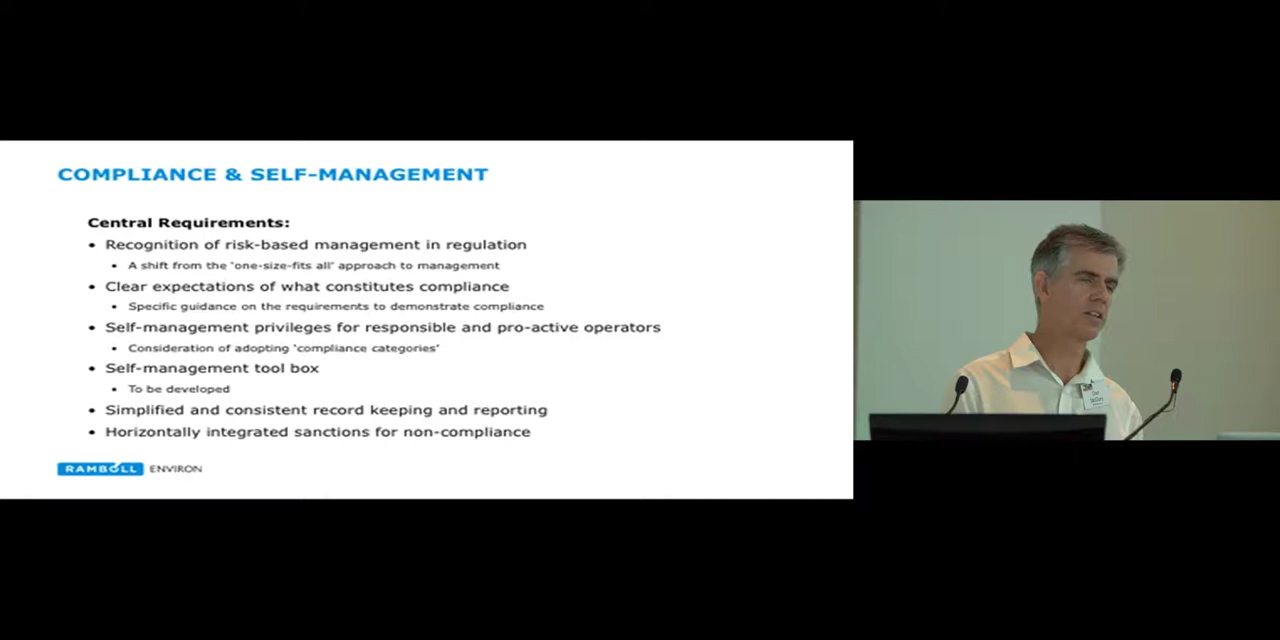 COMPLIANCE & SELF-MANAGEMENT
Central Requirements:
• Recognition of risk-based management in regulation
• A shift from the 'one-size-fits all' approach to management
• Clear expectations of what constitutes compliance
• Specific guidance on the requirements to demonstrate compliance
• Self-management privileges for responsible and pro-active operators
• Consideration of adopting 'compliance categories'
• Self-management tool box
• To be developed
• Simplified and consistent record keeping and reporting
• Horizontally integrated sanctions for non-compliance
RAMBOLL ENVIRON